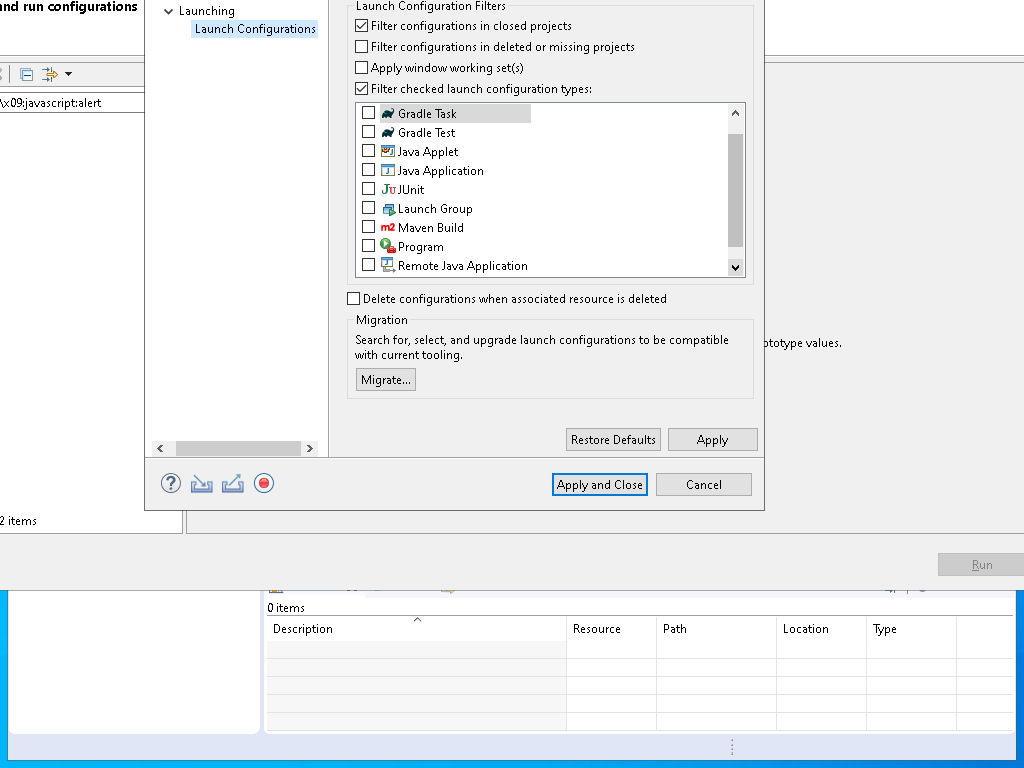 and run configurations
Launching
Launch Configurations
\x09:javascript:alert
2 items
Launch Configuration Filters
Filter configurations in closed projects
Filter configurations in deleted or missing projects
Apply window working set(s)
Filter checked launch configuration types:
Gradle Task
Gradle Test
Java Applet
Java Application
JUnit
Launch Group
Maven Build
Program
Remote Java Application
Delete configurations when associated resource is deleted
Migration
Search for, select, and upgrade launch configurations to be compatible
with current tooling.
Migrate...
ototype values.
Restore Defaults
Apply
Apply and Close
Cancel
Run
0 items
Description
Resource
Path
Location
Type